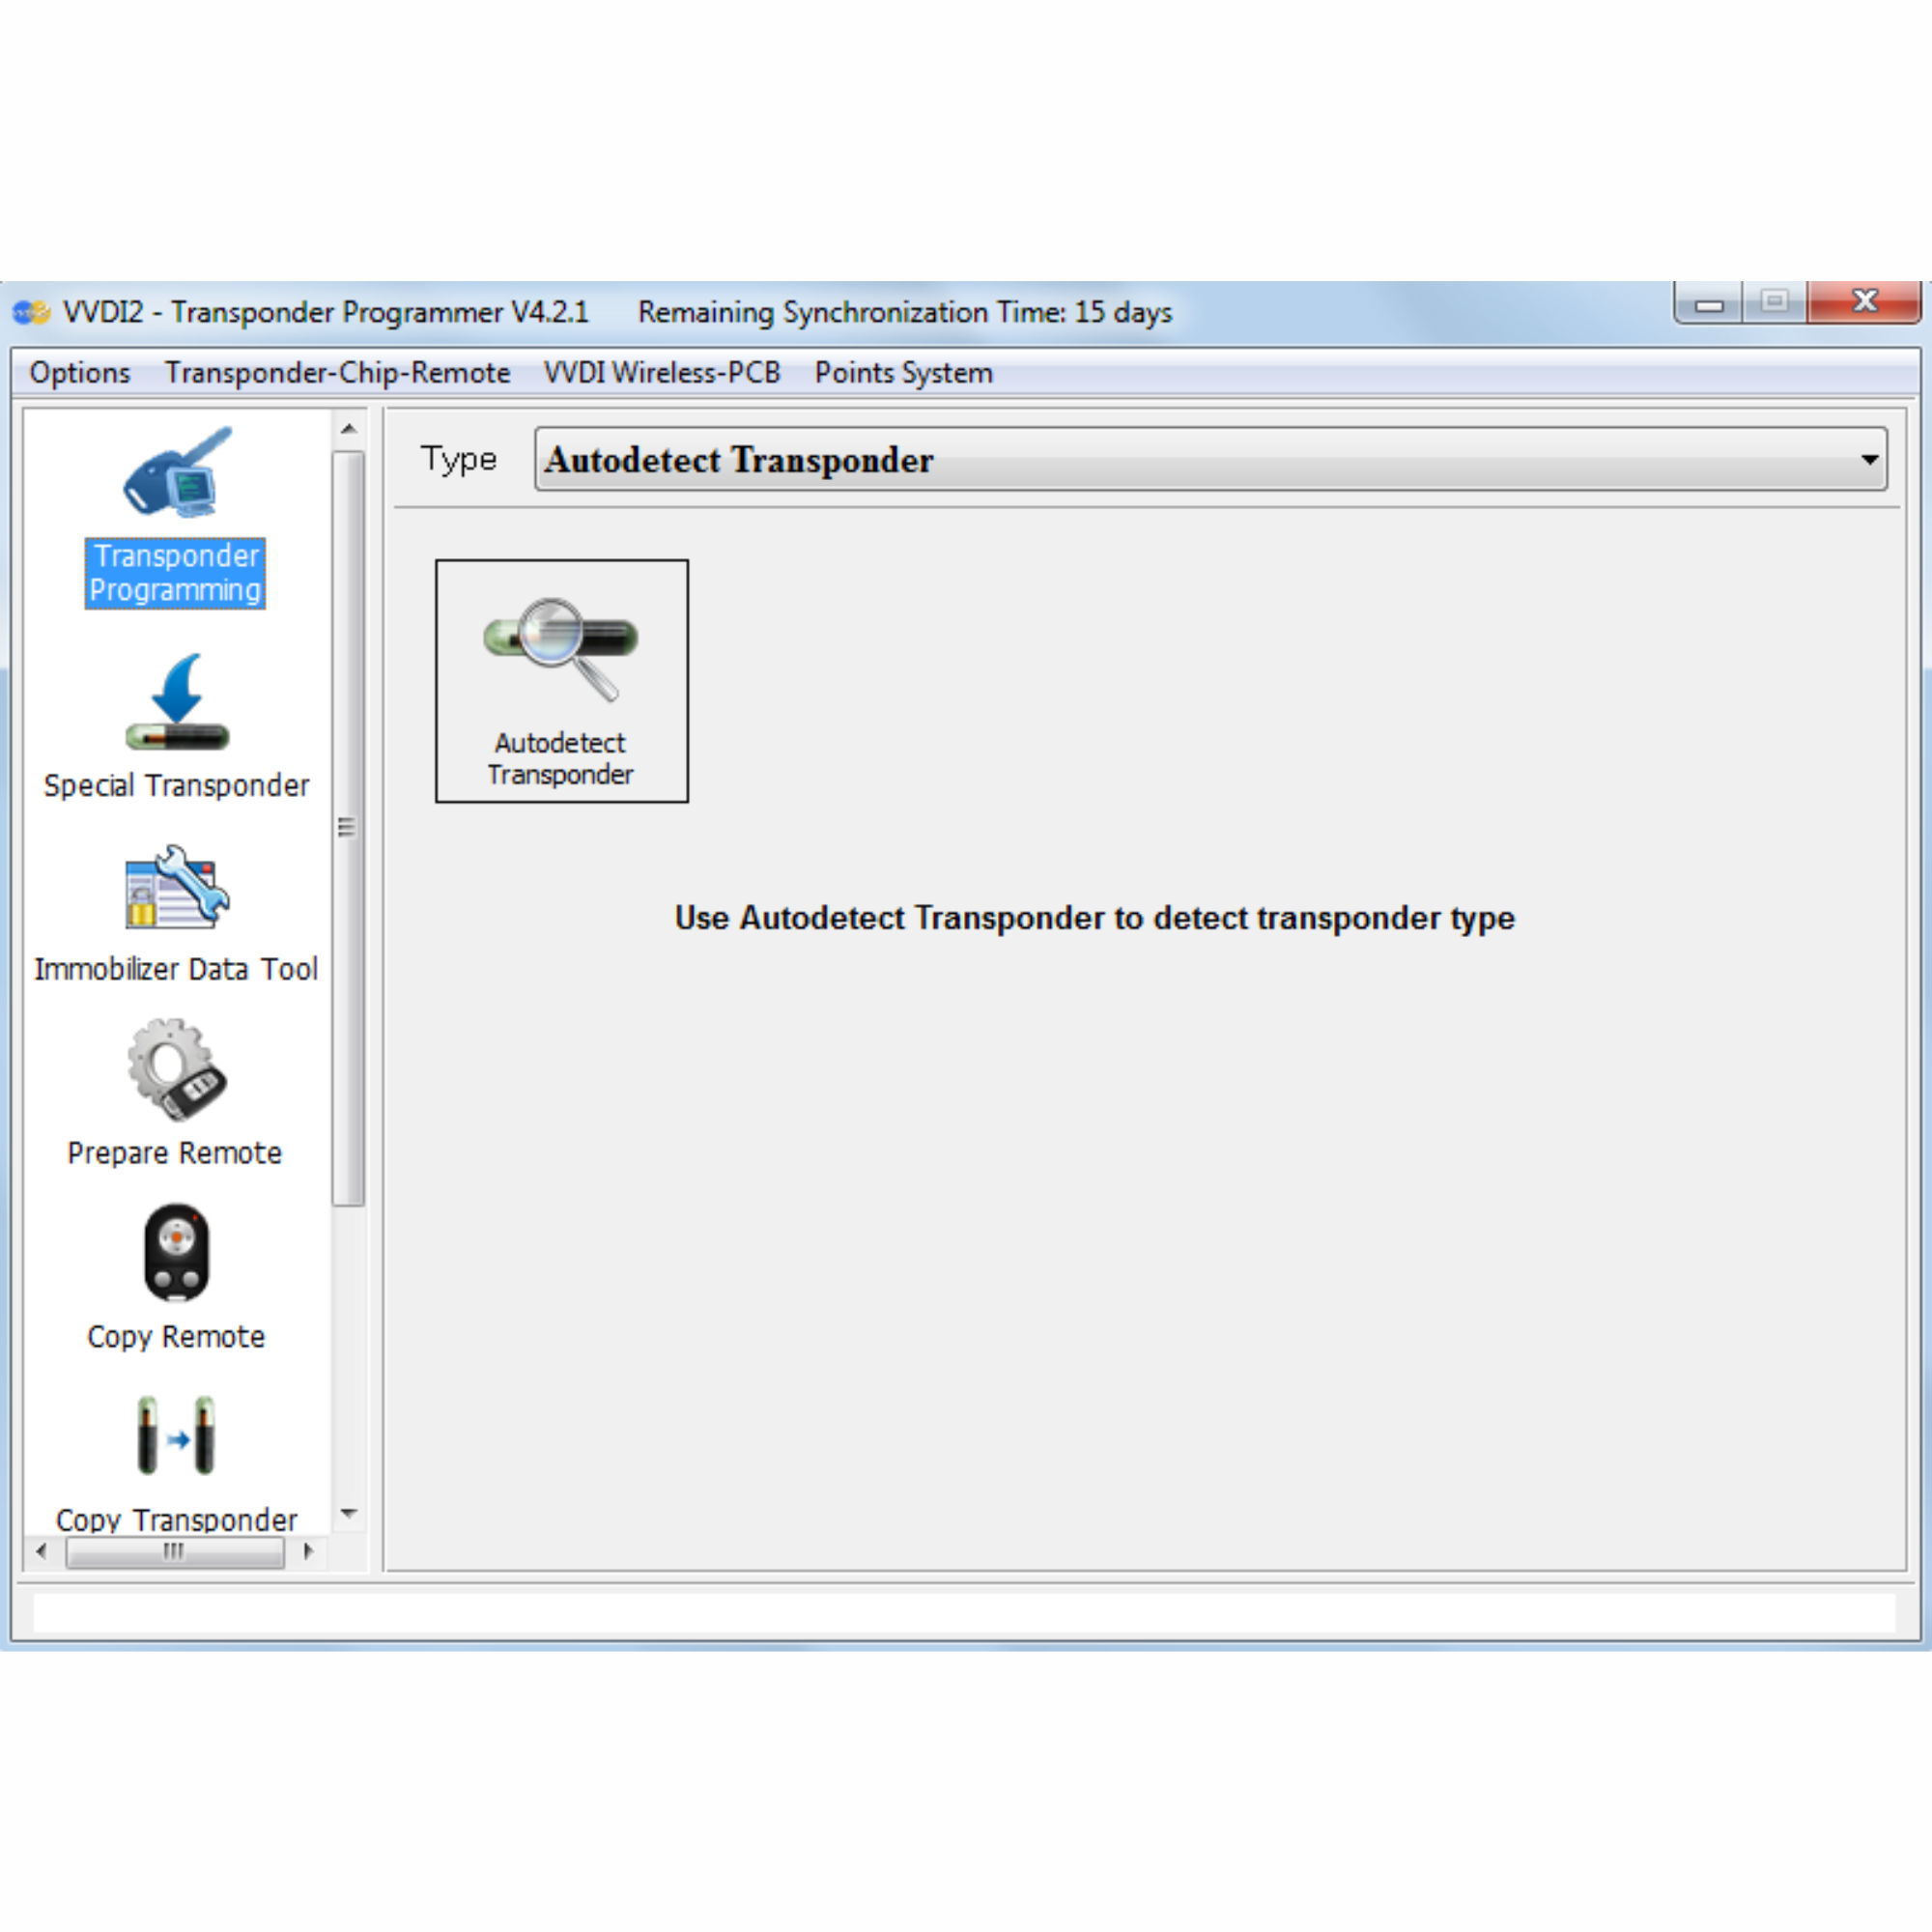 VVDI2 - Transponder Programmer V4.2.1 Remaining Synchronization Time: 15 days
Options Transponder-Chip-Remote VVDI Wireless-PCB Points System
Type Autodetect Transponder
Transponder
Programming
Special Transponder
Immobilizer Data Tool
Prepare Remote
Copy Remote
Copy Transponder
Autodetect
Transponder
Use Autodetect Transponder to detect transponder type